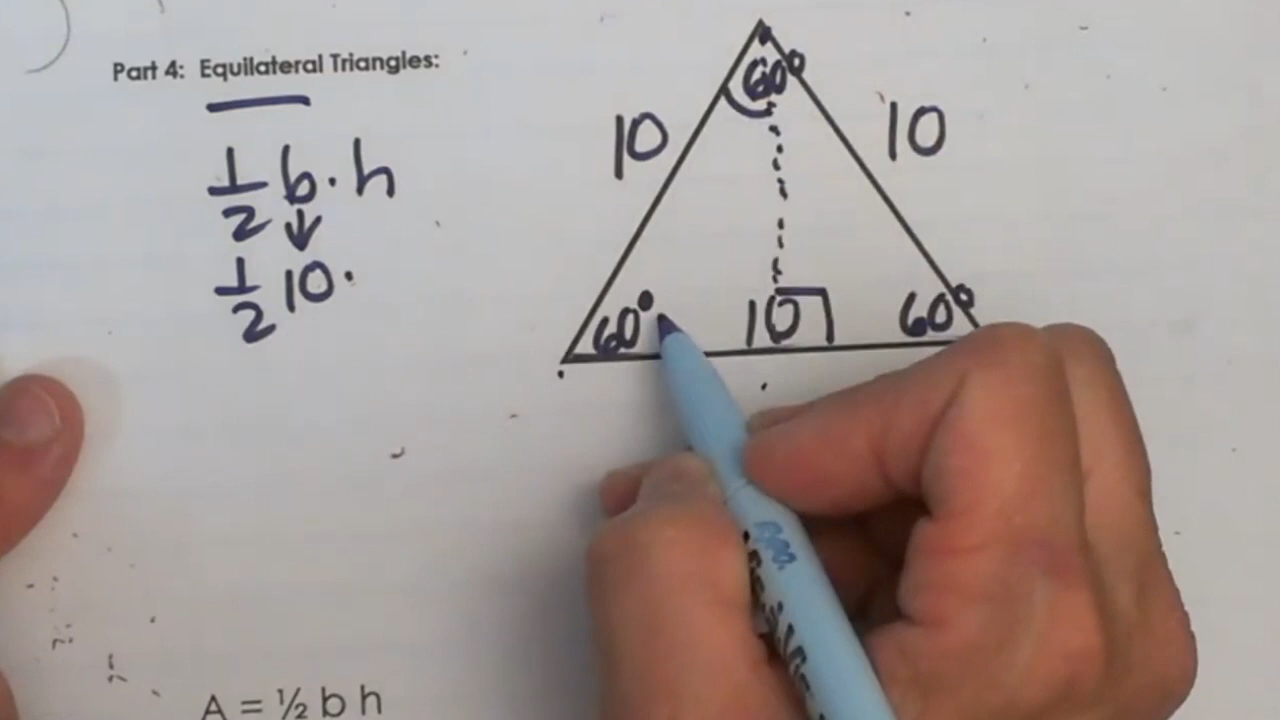 Part 4: Equilateral Triangles:
1/2 b · h
↓
1/2 10 ·
60°
10
10
60°
10
60°
A = ½ b h